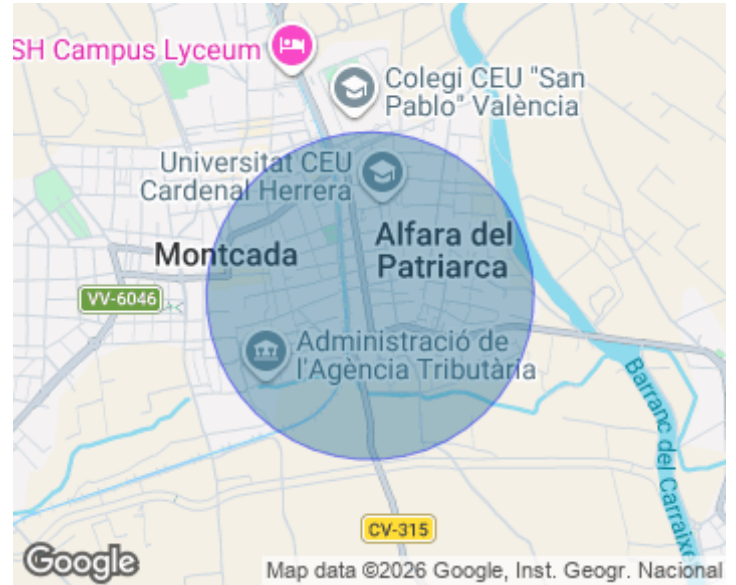 SH Campus Lyceum
Colegi CEU "San
Pablo" València
Universitat CEU
Cardenal Herrera
Alfara del
Patriarca
Montcada
VV-6046
Administració de
l'Agència Tributària
Barranc del Carraixe
CV-315
Google
Map data ©2026 Google, Inst. Geogr. Nacional